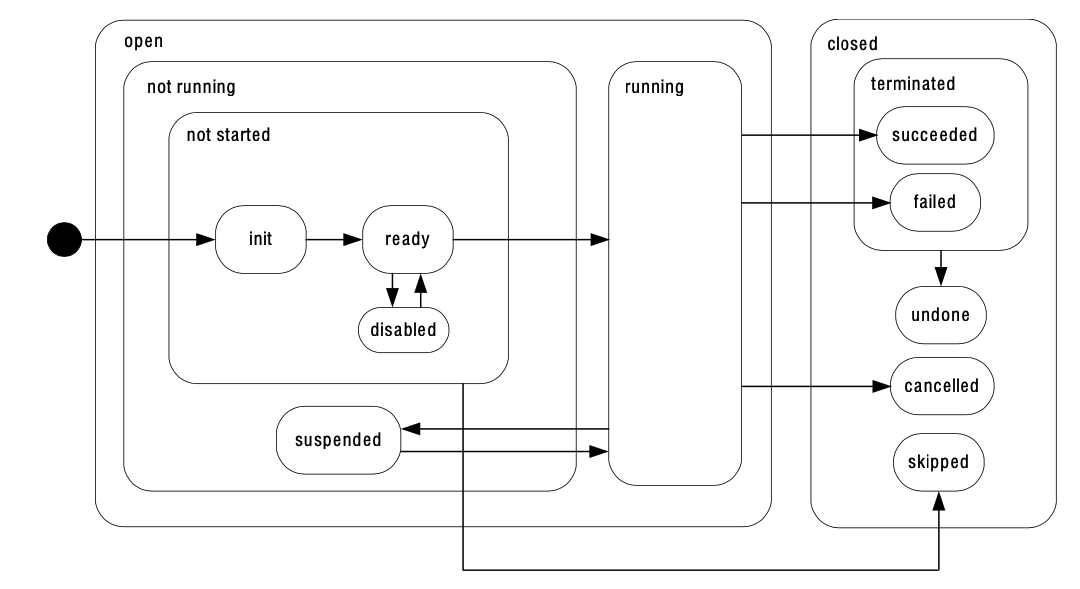 open
closed
not running
running
terminated
not started
succeeded
failed
init
ready
undone
disabled
cancelled
suspended
skipped